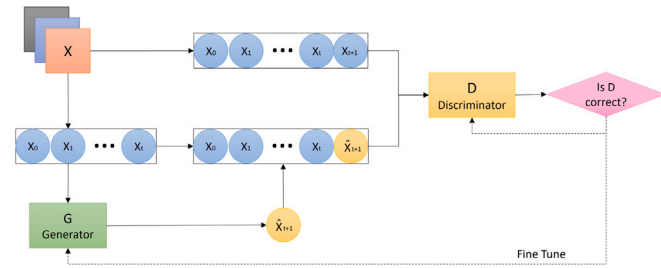 X
X₀ X₁ ••• Xₜ Xₜ₊₁
D
Discriminator
Is D
correct?
X₀ X₁ ••• Xₜ
X₀ X₁ ••• Xₜ X̂ₜ₊₁
G
Generator
X̂ₜ₊₁
Fine Tune